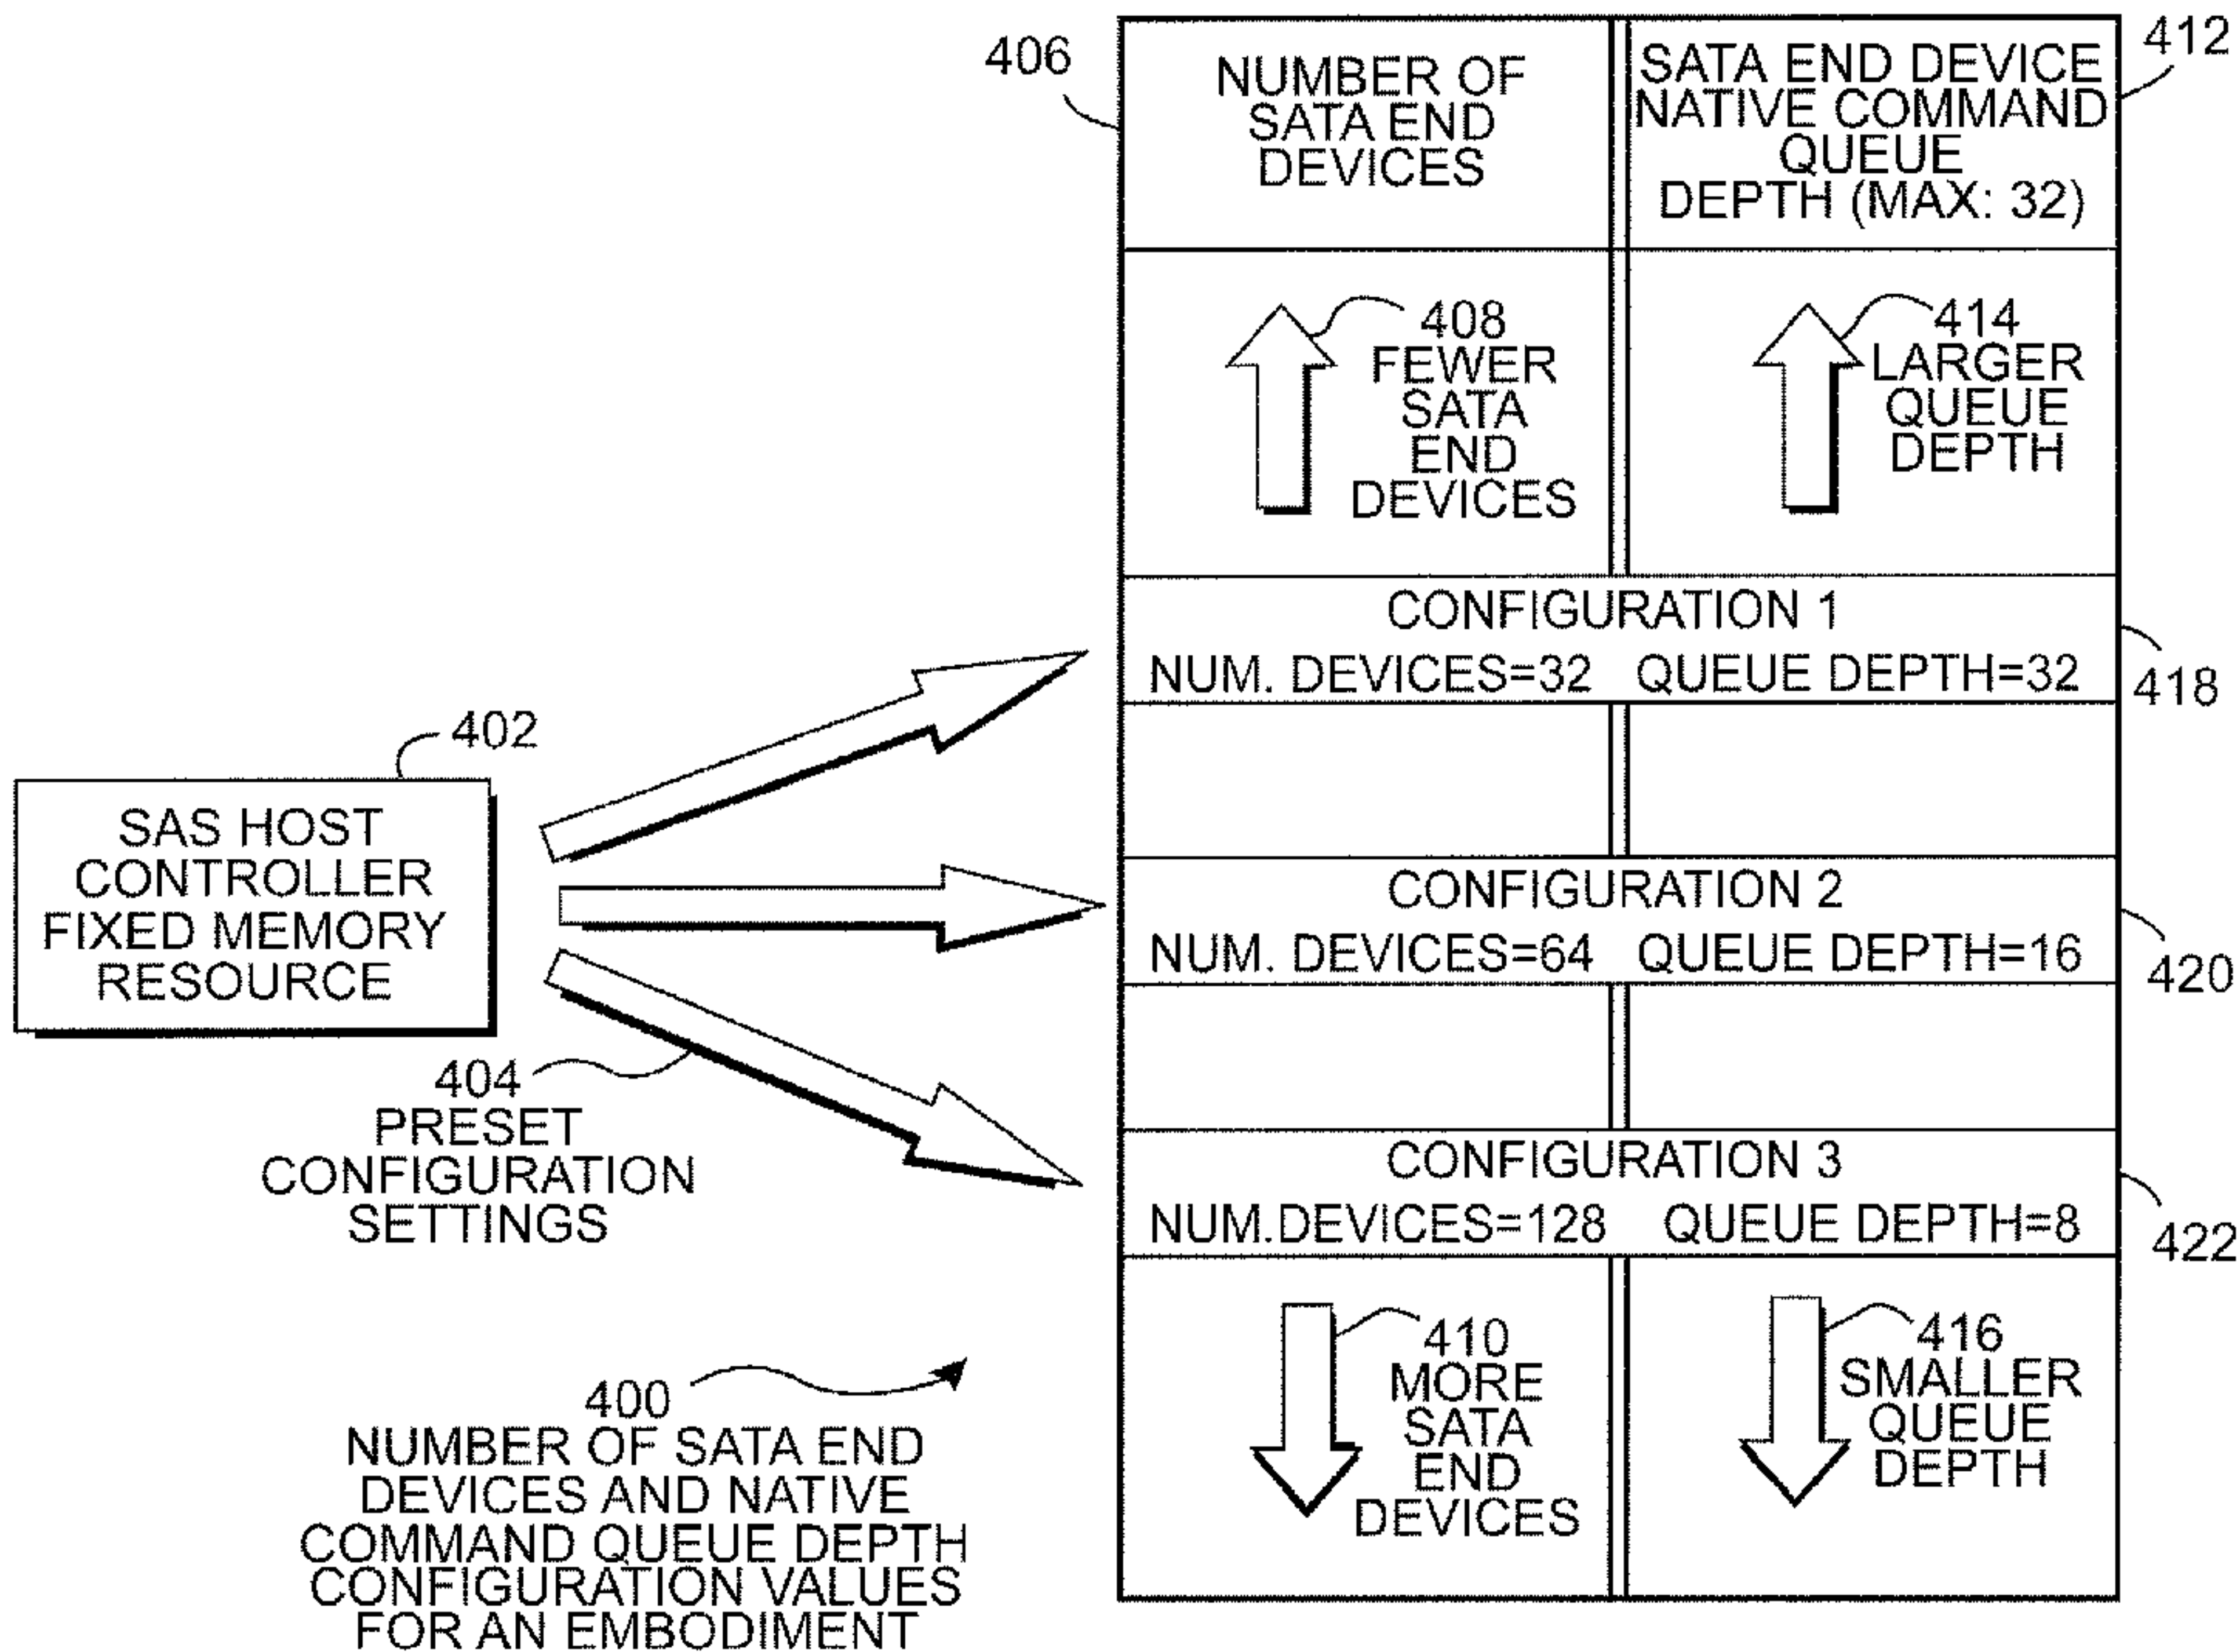 406
NUMBER OF
SATA END
DEVICES
SATA END DEVICE
NATIVE COMMAND
QUEUE
DEPTH (MAX: 32)
412
408
FEWER
SATA
END
DEVICES
414
LARGER
QUEUE
DEPTH
CONFIGURATION 1
NUM. DEVICES=32 QUEUE DEPTH=32
418
402
SAS HOST
CONTROLLER
FIXED MEMORY
RESOURCE
CONFIGURATION 2
NUM. DEVICES=64 QUEUE DEPTH=16
420
404
PRESET
CONFIGURATION
SETTINGS
CONFIGURATION 3
NUM.DEVICES=128 QUEUE DEPTH=8
422
410
MORE
SATA
END
DEVICES
416
SMALLER
QUEUE
DEPTH
400
NUMBER OF SATA END
DEVICES AND NATIVE
COMMAND QUEUE DEPTH
CONFIGURATION VALUES
FOR AN EMBODIMENT